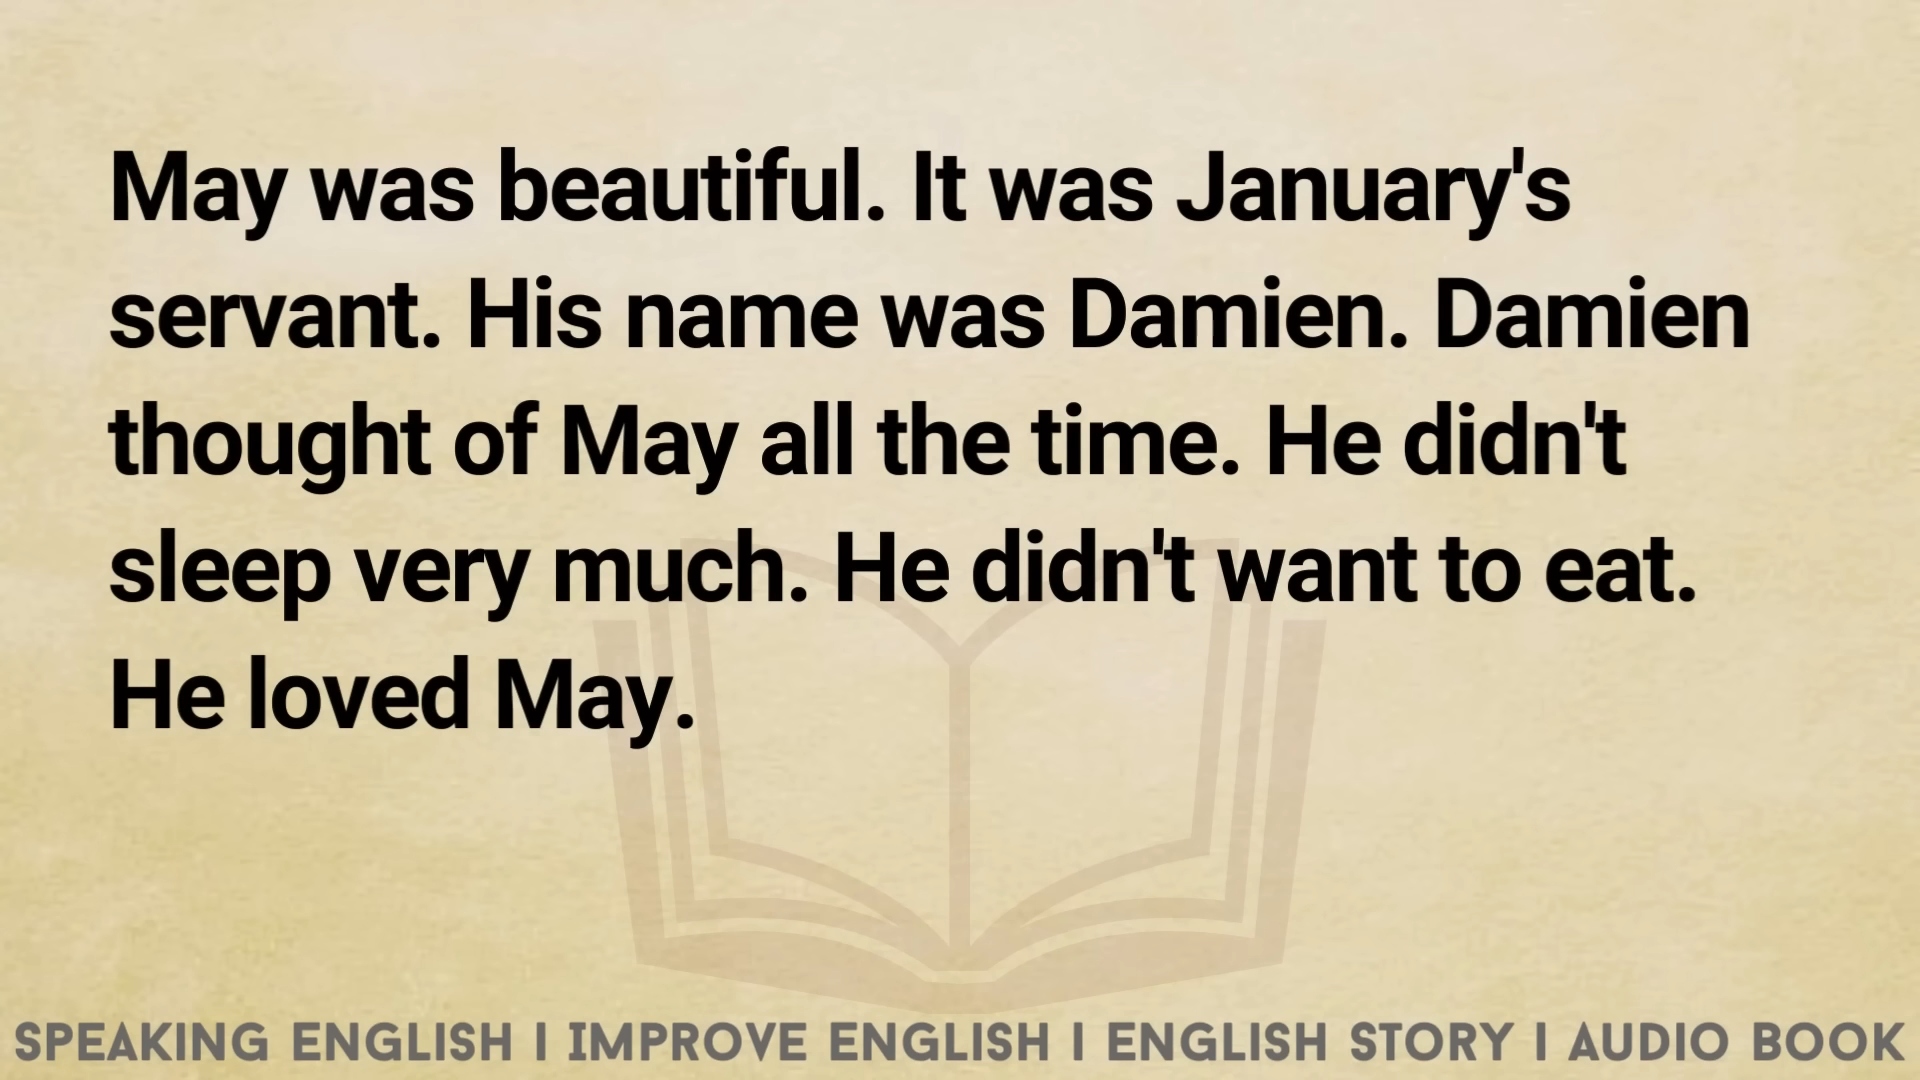 May was beautiful. It was January's
servant. His name was Damien. Damien
thought of May all the time. He didn't
sleep very much. He didn't want to eat.
He loved May.
SPEAKING ENGLISH | IMPROVE ENGLISH | ENGLISH STORY | AUDIO BOOK